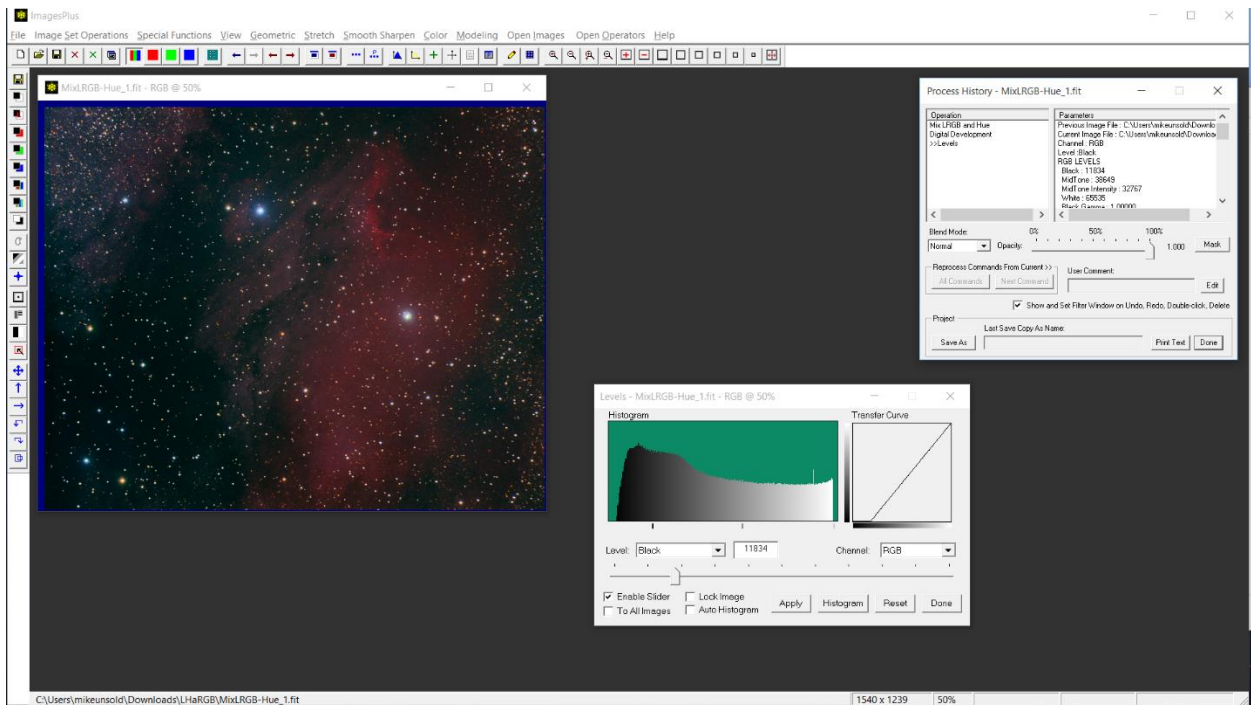 ImagesPlus
File Image Set Operations Special Functions View Geometric Stretch Smooth Sharpen Color Modeling Open Images Open Operators Help
MixLRGB-Hue_1.fit - RGB @ 50%
Process History - MixLRGB-Hue_1.fit
Operation
Mix LRGB and Hue
Digital Development
>>Levels
Parameters
Previous Image File : C:\Users\mikeunsold\Downlo
Current Image File : C:\Users\mikeunsold\Downloa
Channel : RGB
Level :Black
RGB LEVELS
Black : 11834
MidTone : 38649
MidTone Intensity : 32767
White : 65535
Black Gamma : 1.00000
Blend Mode:
0% 50% 100%
Normal Opacity: 1.000 Mask
Reprocess Commands From Current >>
User Comment:
All Commands Next Command Edit
Show and Set Filter Window on Undo, Redo, Double-click, Delete
Project
Last Save Copy As Name:
Save As Print Text Done
Levels - MixLRGB-Hue_1.fit - RGB @ 50%
Histogram Transfer Curve
Level: Black 11834 Channel: RGB
Enable Slider Lock Image
To All Images Auto Histogram Apply Histogram Reset Done
C:\Users\mikeunsold\Downloads\LHaRGB\MixLRGB-Hue_1.fit 1540 x 1239 50%